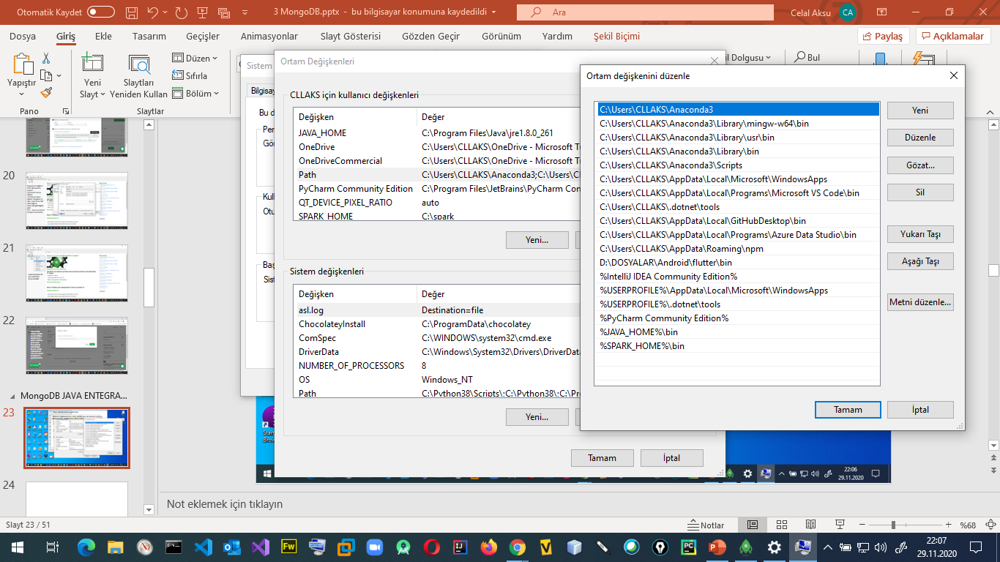 Otomatik Kaydet
3 MongoDB.pptx - bu bilgisayar konumuna kaydedildi
Ara
Celal Aksu
CA
Dosya Giriş Ekle Tasarım Geçişler Animasyonlar Slayt Gösterisi Gözden Geçir Görünüm Yardım Şekil Biçimi
Paylaş
Açıklamalar
Yapıştır
Pano
Yeni
Slayt
Slaytları
Yeniden Kullan
Düzen
Sıfırla
Bölüm
Slaytlar
il Dolgusu
Bul
20
21
22
MongoDB JAVA ENTEGRA...
23
24
Sistem
Bilgisay
Bu d
Per
Gör
Kull
Otu
Baş
Sist
Ortam Değişkenleri
CLLAKS için kullanıcı değişkenleri
Değişken Değer
JAVA_HOME C:\Program Files\Java\jre1.8.0_261
OneDrive C:\Users\CLLAKS\OneDrive - Microsoft T
OneDriveCommercial C:\Users\CLLAKS\OneDrive - Microsoft T
Path C:\Users\CLLAKS\Anaconda3;C:\Users\CL
PyCharm Community Edition C:\Program Files\JetBrains\PyCharm Co
QT_DEVICE_PIXEL_RATIO auto
SPARK_HOME C:\spark
Yeni...
Sistem değişkenleri
Değişken Değer
asl.log Destination=file
ChocolateyInstall C:\ProgramData\chocolatey
ComSpec C:\WINDOWS\system32\cmd.exe
DriverData C:\Windows\System32\Drivers\DriverData
NUMBER_OF_PROCESSORS 8
OS Windows_NT
Path C:\Python38\Scripts\;C:\Python38\;C:\Pr
Yeni...
Tamam
İptal
Ortam değişkenini düzenle
C:\Users\CLLAKS\Anaconda3
C:\Users\CLLAKS\Anaconda3\Library\mingw-w64\bin
C:\Users\CLLAKS\Anaconda3\Library\usr\bin
C:\Users\CLLAKS\Anaconda3\Library\bin
C:\Users\CLLAKS\Anaconda3\Scripts
C:\Users\CLLAKS\AppData\Local\Microsoft\WindowsApps
C:\Users\CLLAKS\AppData\Local\Programs\Microsoft VS Code\bin
C:\Users\CLLAKS\.dotnet\tools
C:\Users\CLLAKS\AppData\Local\GitHubDesktop\bin
C:\Users\CLLAKS\AppData\Local\Programs\Azure Data Studio\bin
C:\Users\CLLAKS\AppData\Roaming\npm
D:\DOSYALAR\Android\flutter\bin
%IntelliJ IDEA Community Edition%
%USERPROFILE%\AppData\Local\Microsoft\WindowsApps
%USERPROFILE%\.dotnet\tools
%PyCharm Community Edition%
%JAVA_HOME%\bin
%SPARK_HOME%\bin
Yeni
Düzenle
Gözat...
Sil
Yukarı Taşı
Aşağı Taşı
Metni düzenle...
Tamam
İptal
Start
Brow
22:06
29.11.2020
Not eklemek için tıklayın
Slayt 23 / 51
Notlar
%68
Fw
PC
22:07
29.11.2020